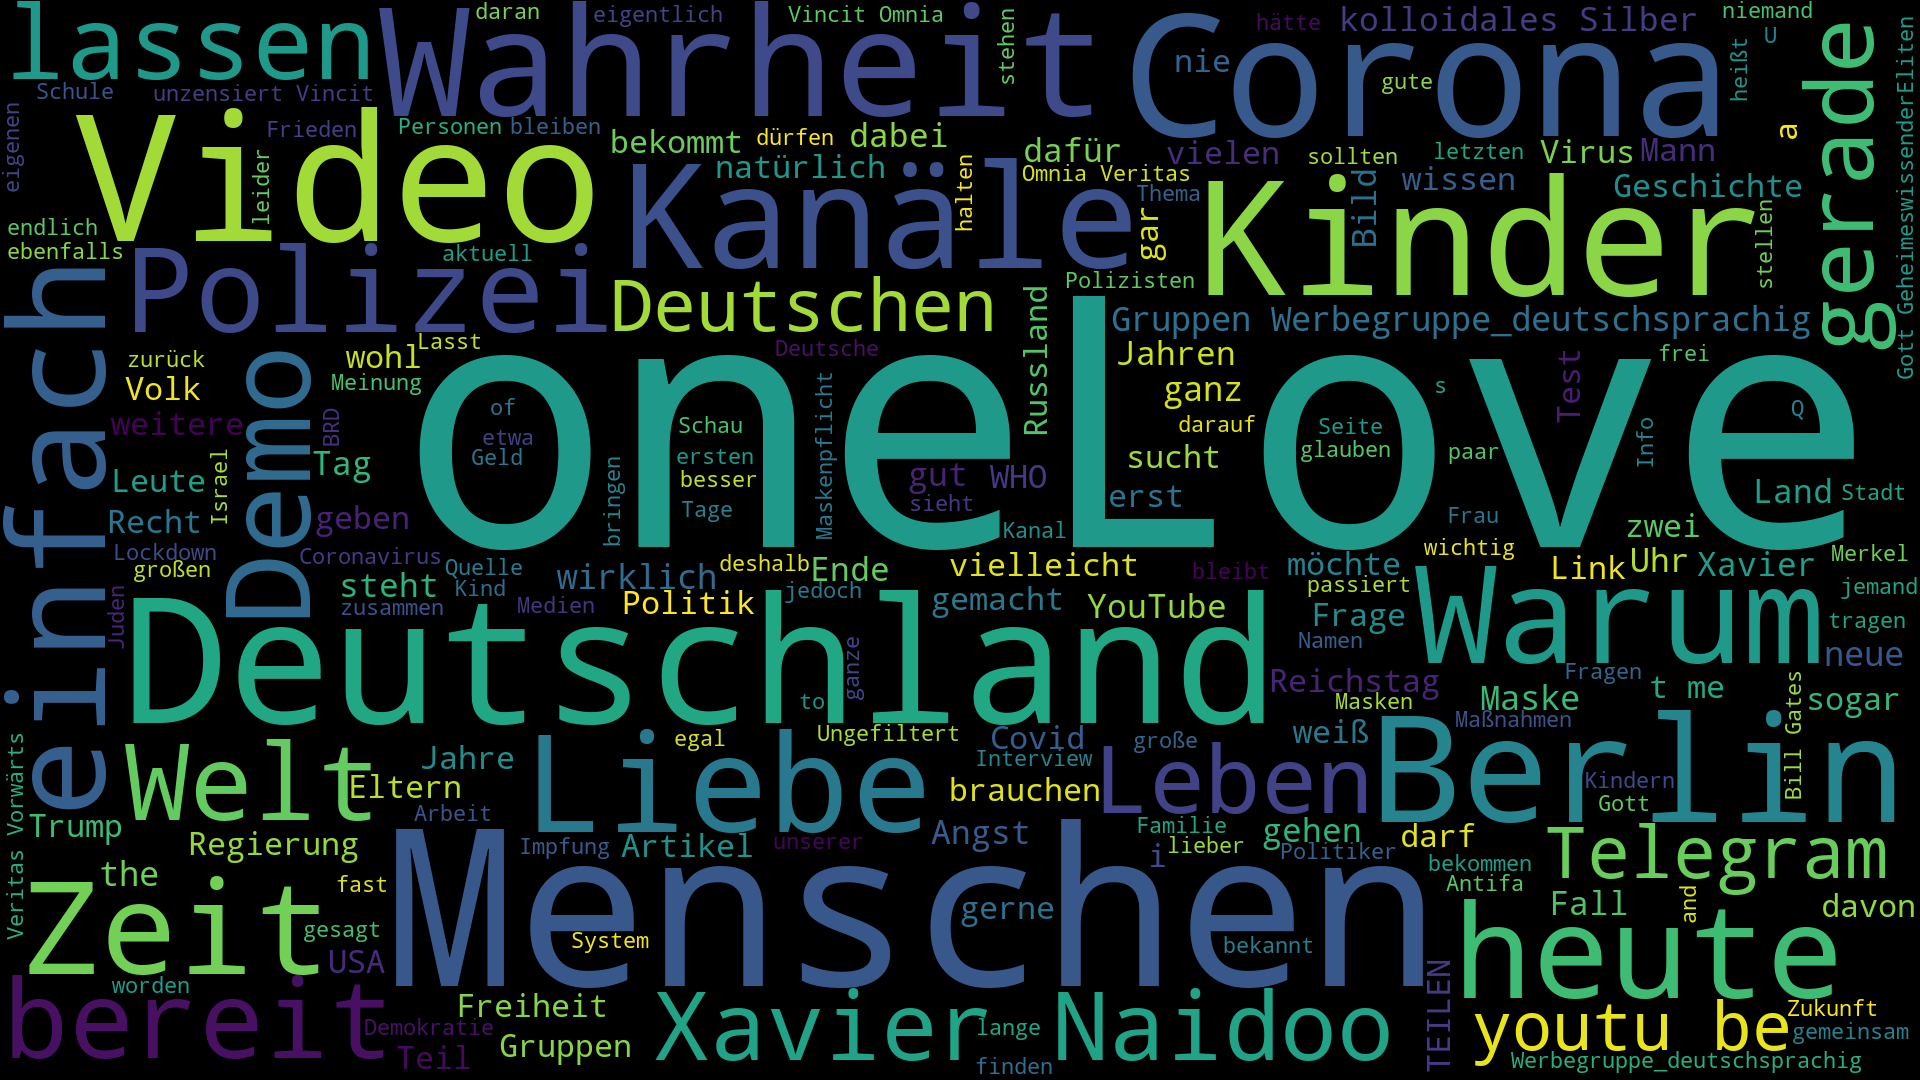 lassen
Wahrheit
Corona
daran
eigentlich
Vincit Omnia
stehen
hätte
kolloidales Silber
niemand
U
nie
gute
heißt
gerade
Gott GeheimeswissenderEliten
Schule
unzensiert Vincit
eigenen
Video
Frieden
Personen
bleiben
bekommt
dürfen
dabei
natürlich
Kanäle
halten
dafür
vielen
sollten
letzten
Virus
Mann
a
Omnia Veritas
Thema
gar
Kinder
Bild
wissen
Geschichte
stellen
leider
endlich
ebenfalls
aktuell
Polizei
Deutschen
Polizisten
Russland
Gruppen Werbegruppe_deutschsprachig
einfach
Demo
zurück
Volk
wohl
Lasst
Meinung
Deutsche
oneLove
Jahren
ganz
darauf
Test
frei
s
Q
weitere
BRD
of
etwa
Geld
Schau
ersten
besser
Tage
Maskenpflicht
Seite
glauben
paar
Info
Leute
Israel
Tag
bringen
gut
WHO
sieht
sucht
erst
Land
Stadt
Recht
geben
Kanal
Frau
zwei
Lockdown
großen
Coronavirus
Quelle
Kind
steht
zusammen
wirklich
deshalb
Ende
vielleicht
bleibt
möchte
passiert
wichtig
Link
Uhr
Xavier
Merkel
jemand
Juden
Medien
Politik
jedoch
gemacht
YouTube
Frage
Namen
Warum
tragen
neue
Deutschland
to
ganze
Reichstag
Masken
Fragen
Maske
t me
sogar
Maßnahmen
Bill Gates
Veritas Vorwärts
Welt
Jahre
Eltern
Arbeit
Liebe
egal
Ungefiltert
Covid
Interview
große
weiß
brauchen
Leben
Berlin
Kindern
Gott
Trump
Regierung
the
Impfung
Artikel
unserer
Angst
Familie
i
lieber
gehen
Politiker
darf
bekommen
Antifa
Telegram
Zeit
fast
gesagt
USA
Menschen
System
gerne
bekannt
and
Fall
davon
heute
worden
bereit
Demokratie
Teil
Freiheit
Gruppen
Xavier Naidoo
lange
finden
TEILEN
youtu be
Zukunft
gemeinsam
Werbegruppe_deutschsprachig